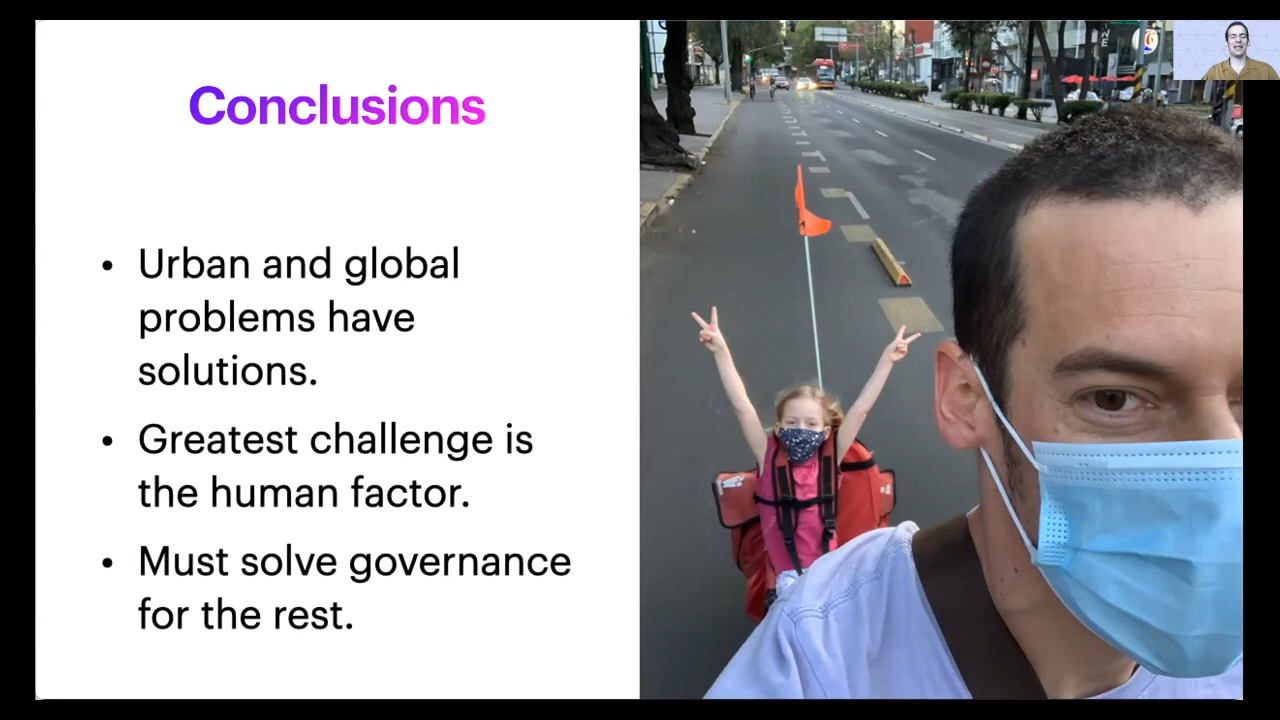 Conclusions
• Urban and global
problems have
solutions.
• Greatest challenge is
the human factor.
• Must solve governance
for the rest.